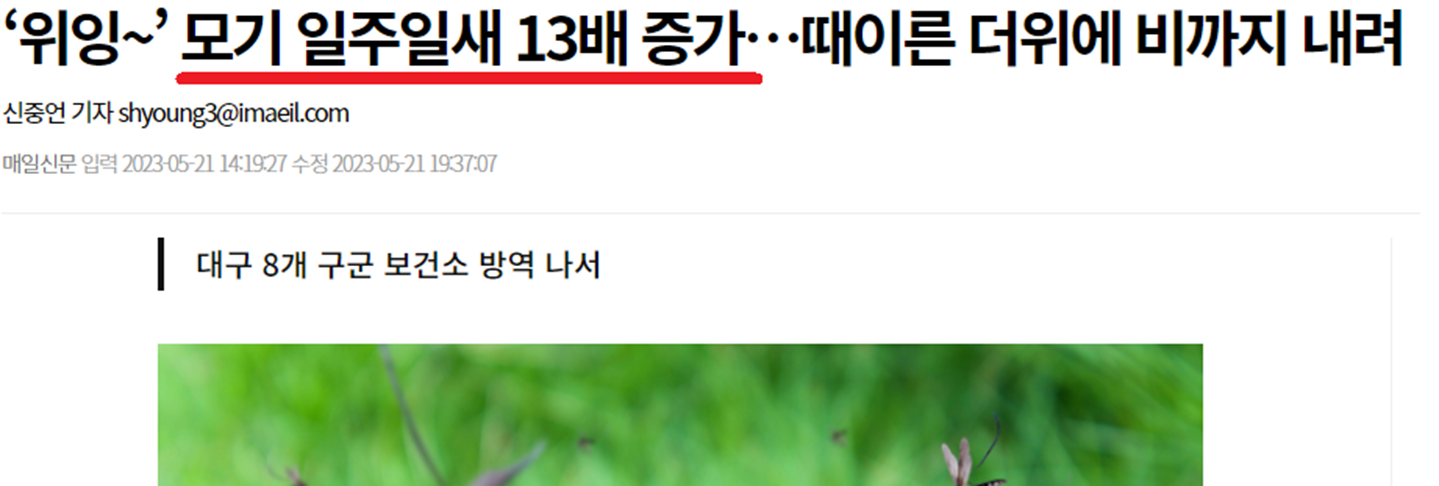 ‘위잉~’ 모기 일주일새 13배 증가…때이른 더위에 비까지 내려
신중언 기자 shyoung3@imaeil.com
매일신문 입력 2023-05-21 14:19:27 수정 2023-05-21 19:37:07
대구 8개 구군 보건소 방역 나서